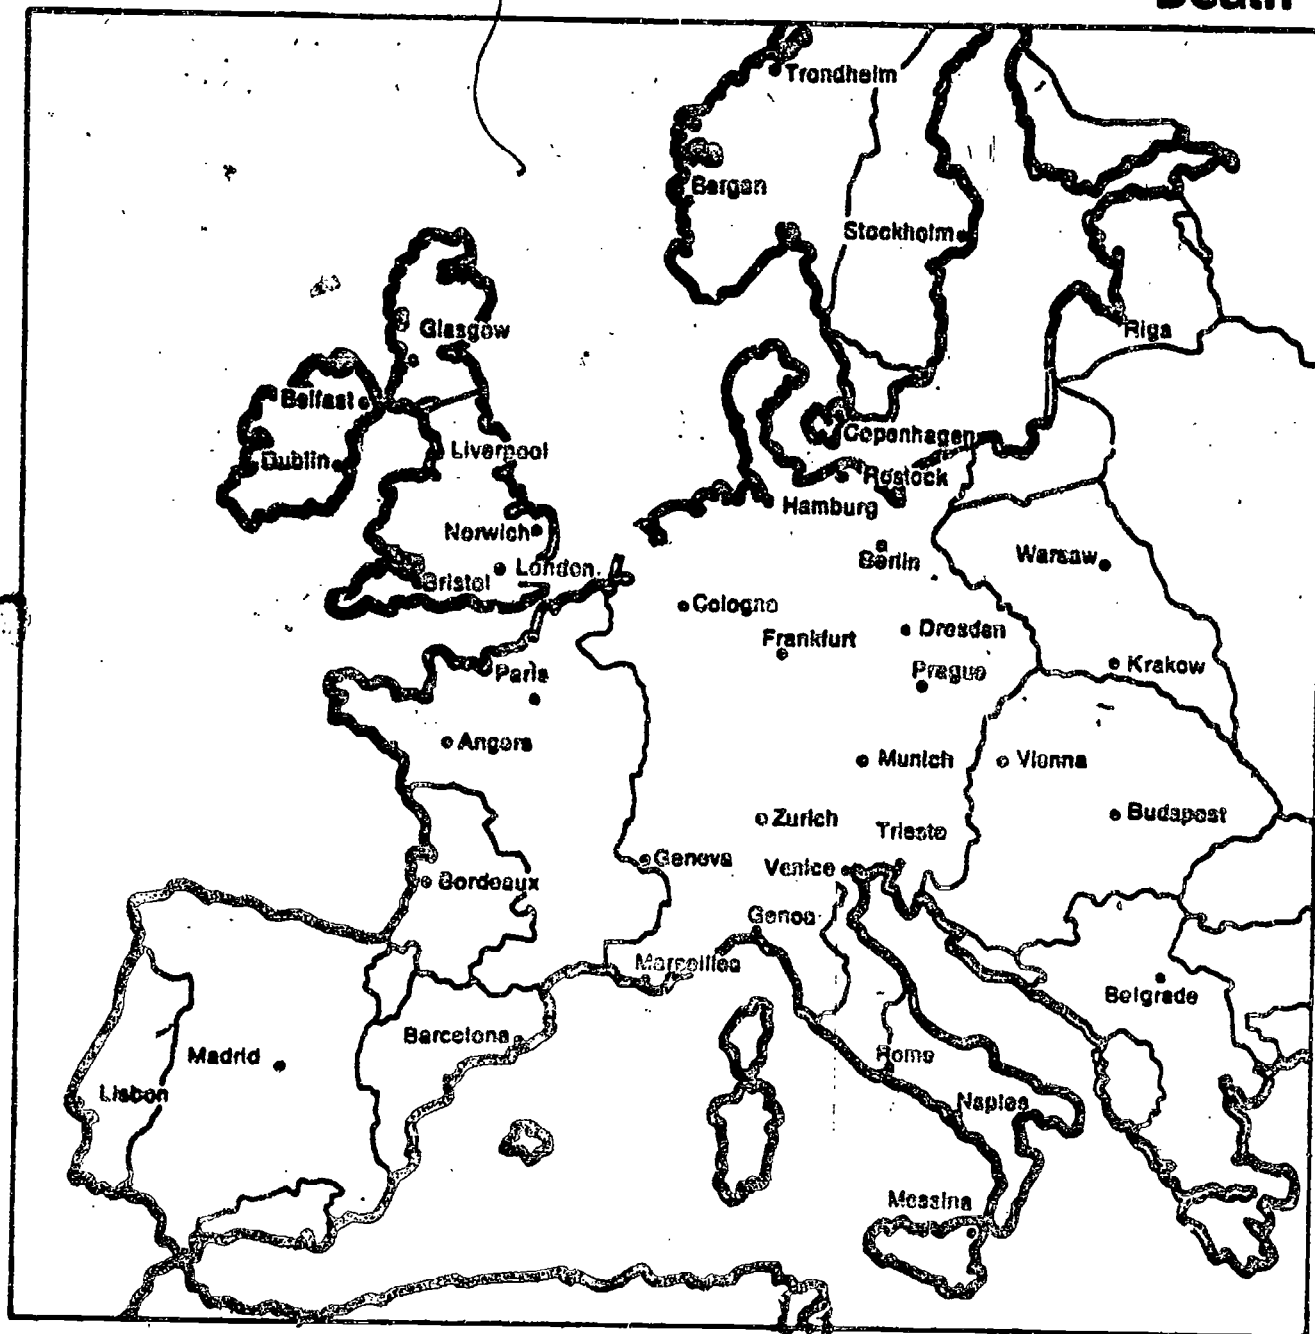 Death
Trondheim
Bergen
Stockholm
Glasgow
Riga
Belfast
Copenhagen
Liverpool
Dublin
Rostock
Hamburg
Norwich
Berlin
Warsaw
London
Bristol
Cologne
Frankfurt
Dresden
Krakow
Prague
Paris
Angers
Munich
Vienna
Zurich
Budapest
Trieste
Geneva
Venice
Bordeaux
Genoa
Marseilles
Belgrade
Barcelona
Madrid
Rome
Lisbon
Naples
Messina